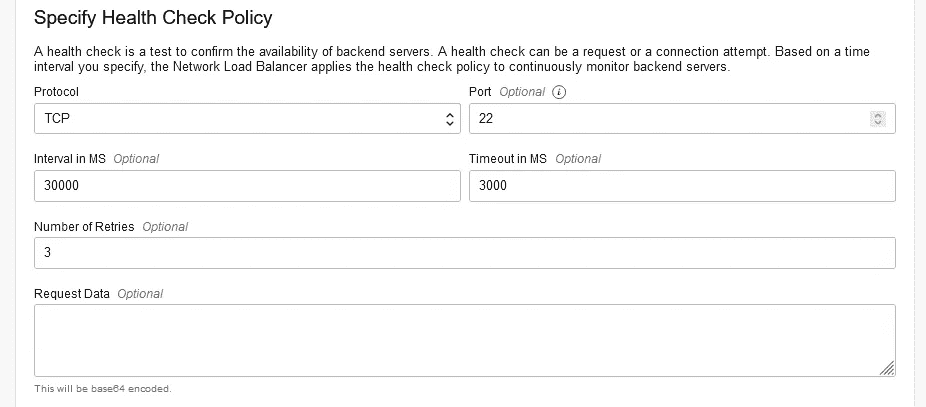 Specify Health Check Policy
A health check is a test to confirm the availability of backend servers. A health check can be a request or a connection attempt. Based on a time
interval you specify, the Network Load Balancer applies the health check policy to continuously monitor backend servers.
Protocol
Port Optional i
TCP
22
Interval in MS Optional
Timeout in MS Optional
30000
3000
Number of Retries Optional
3
Request Data Optional
This will be base64 encoded.